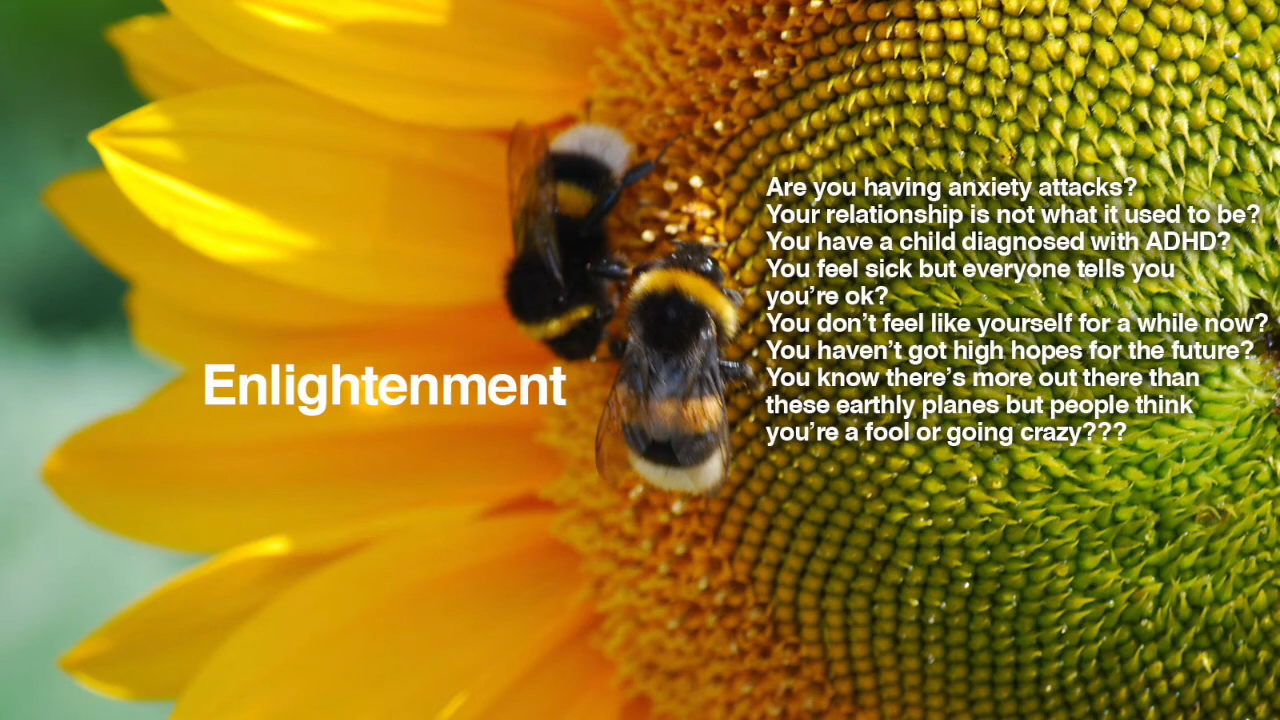 Enlightenment
Are you having anxiety attacks?
Your relationship is not what it used to be?
You have a child diagnosed with ADHD?
You feel sick but everyone tells you
you’re ok?
You don’t feel like yourself for a while now?
You haven’t got high hopes for the future?
You know there’s more out there than
these earthly planes but people think
you’re a fool or going crazy???